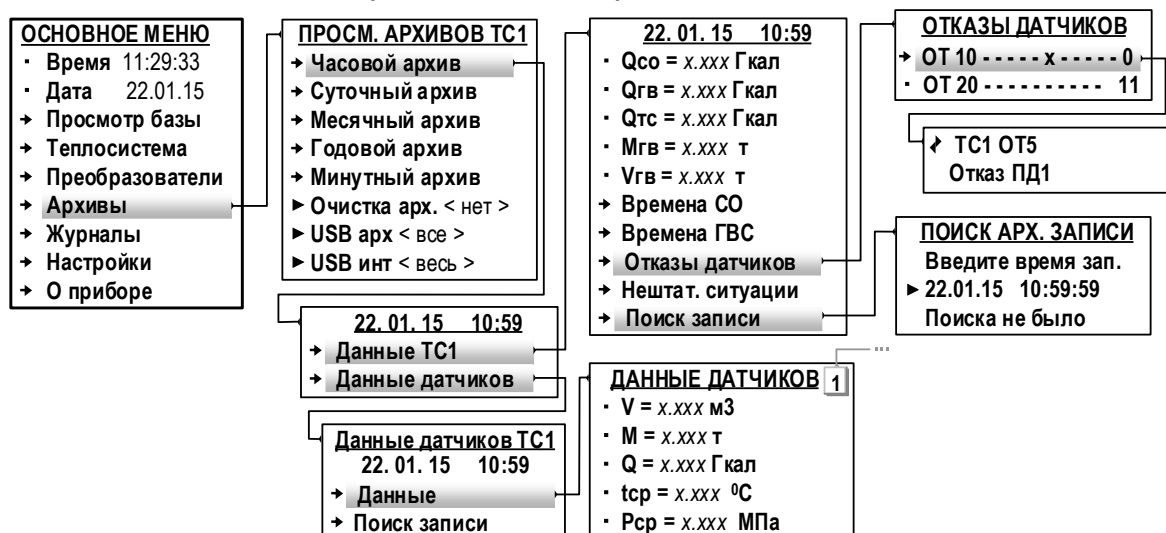 ОСНОВНОЕ МЕНЮ
· Время 11:29:33
· Дата 22.01.15
➔ Просмотр базы
➔ Теплосистема
➔ Преобразователи
➔ Архивы
➔ Журналы
➔ Настройки
➔ О приборе
ПРОСМ. АРХИВОВ ТС1
➔ Часовой архив
➔ Суточный архив
➔ Месячный архив
➔ Годовой архив
➔ Минутный архив
► Очистка арх. < нет >
► USB арх < все >
► USB инт < весь >
22. 01. 15 10:59
➔ Данные ТС1
➔ Данные датчиков
Данные датчиков ТС1
22. 01. 15 10:59
➔ Данные
➔ Поиск записи
22. 01. 15 10:59
· Qсо = x.xxx Гкал
· Qгв = x.xxx Гкал
· Qтс = x.xxx Гкал
· Mгв = x.xxx т
· Vгв = x.xxx т
➔ Времена СО
➔ Времена ГВС
➔ Отказы датчиков
➔ Нештат. ситуации
➔ Поиск записи
ДАННЫЕ ДАТЧИКОВ 1
· V = x.xxx м3
· M = x.xxx т
· Q = x.xxx Гкал
· tср = x.xxx ⁰С
· Pср = x.xxx МПа
ОТКАЗЫ ДАТЧИКОВ
➔ ОТ 10 - - - - - x - - - - - 0
· ОТ 20 - - - - - - - - - - 11
ТС1 ОТ5
Отказ ПД1
ПОИСК АРХ. ЗАПИСИ
Введите время зап.
► 22.01.15 10:59:59
Поиска не было